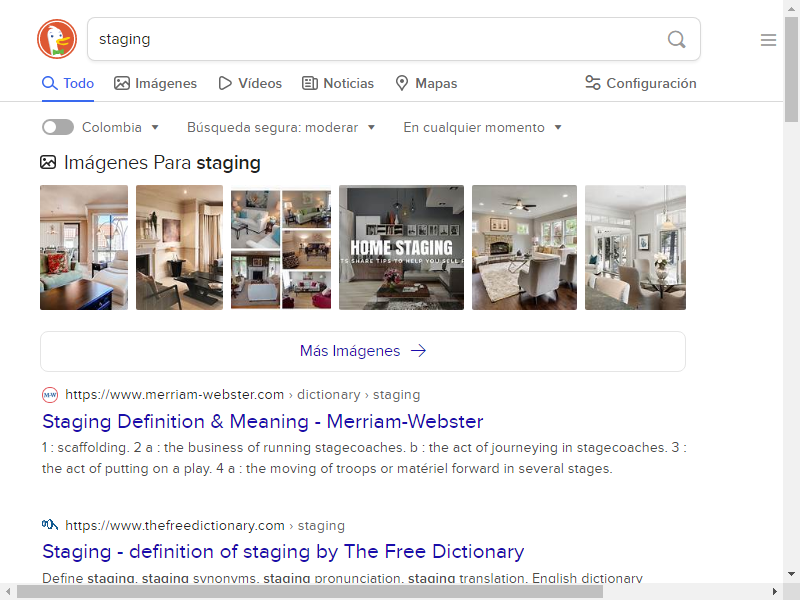 staging
Todo
Imágenes
Vídeos
Noticias
Mapas
Configuración
Colombia
Búsqueda segura: moderar
En cualquier momento
Imágenes Para staging
HOME STAGING
TS SHARE TIPS TO HELP YOU SELL F
Más Imágenes
M-W
https://www.merriam-webster.com › dictionary › staging
Staging Definition & Meaning - Merriam-Webster
1 : scaffolding. 2 a : the business of running stagecoaches. b : the act of journeying in stagecoaches. 3 :
the act of putting on a play. 4 a : the moving of troops or matériel forward in several stages.
https://www.thefreedictionary.com › staging
Staging - definition of staging by The Free Dictionary
Define staging. staging synonyms, staging pronunciation, staging translation, English dictionary